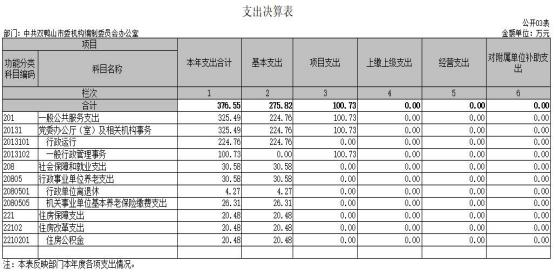 支出决算表
公开03表
部门：中共双鸭山市委机构编制委员会办公室 金额单位：万元
项目 本年支出合计 基本支出 项目支出 上缴上级支出 经营支出 对附属单位补助支出
功能分类科目编码 科目名称
栏次 1 2 3 4 5 6
合计 376.55 275.82 100.73 0.00 0.00 0.00
201 一般公共服务支出 325.49 224.76 100.73 0.00 0.00 0.00
20131 党委办公厅（室）及相关机构事务 325.49 224.76 100.73 0.00 0.00 0.00
2013101 行政运行 224.76 224.76 0.00 0.00 0.00 0.00
2013102 一般行政管理事务 100.73 0.00 100.73 0.00 0.00 0.00
208 社会保障和就业支出 30.58 30.58 0.00 0.00 0.00 0.00
20805 行政事业单位养老支出 30.58 30.58 0.00 0.00 0.00 0.00
2080501 行政单位离退休 4.27 4.27 0.00 0.00 0.00 0.00
2080505 机关事业单位基本养老保险缴费支出 26.31 26.31 0.00 0.00 0.00 0.00
221 住房保障支出 20.48 20.48 0.00 0.00 0.00 0.00
22102 住房改革支出 20.48 20.48 0.00 0.00 0.00 0.00
2210201 住房公积金 20.48 20.48 0.00 0.00 0.00 0.00
注：本表反映部门本年度各项支出情况。